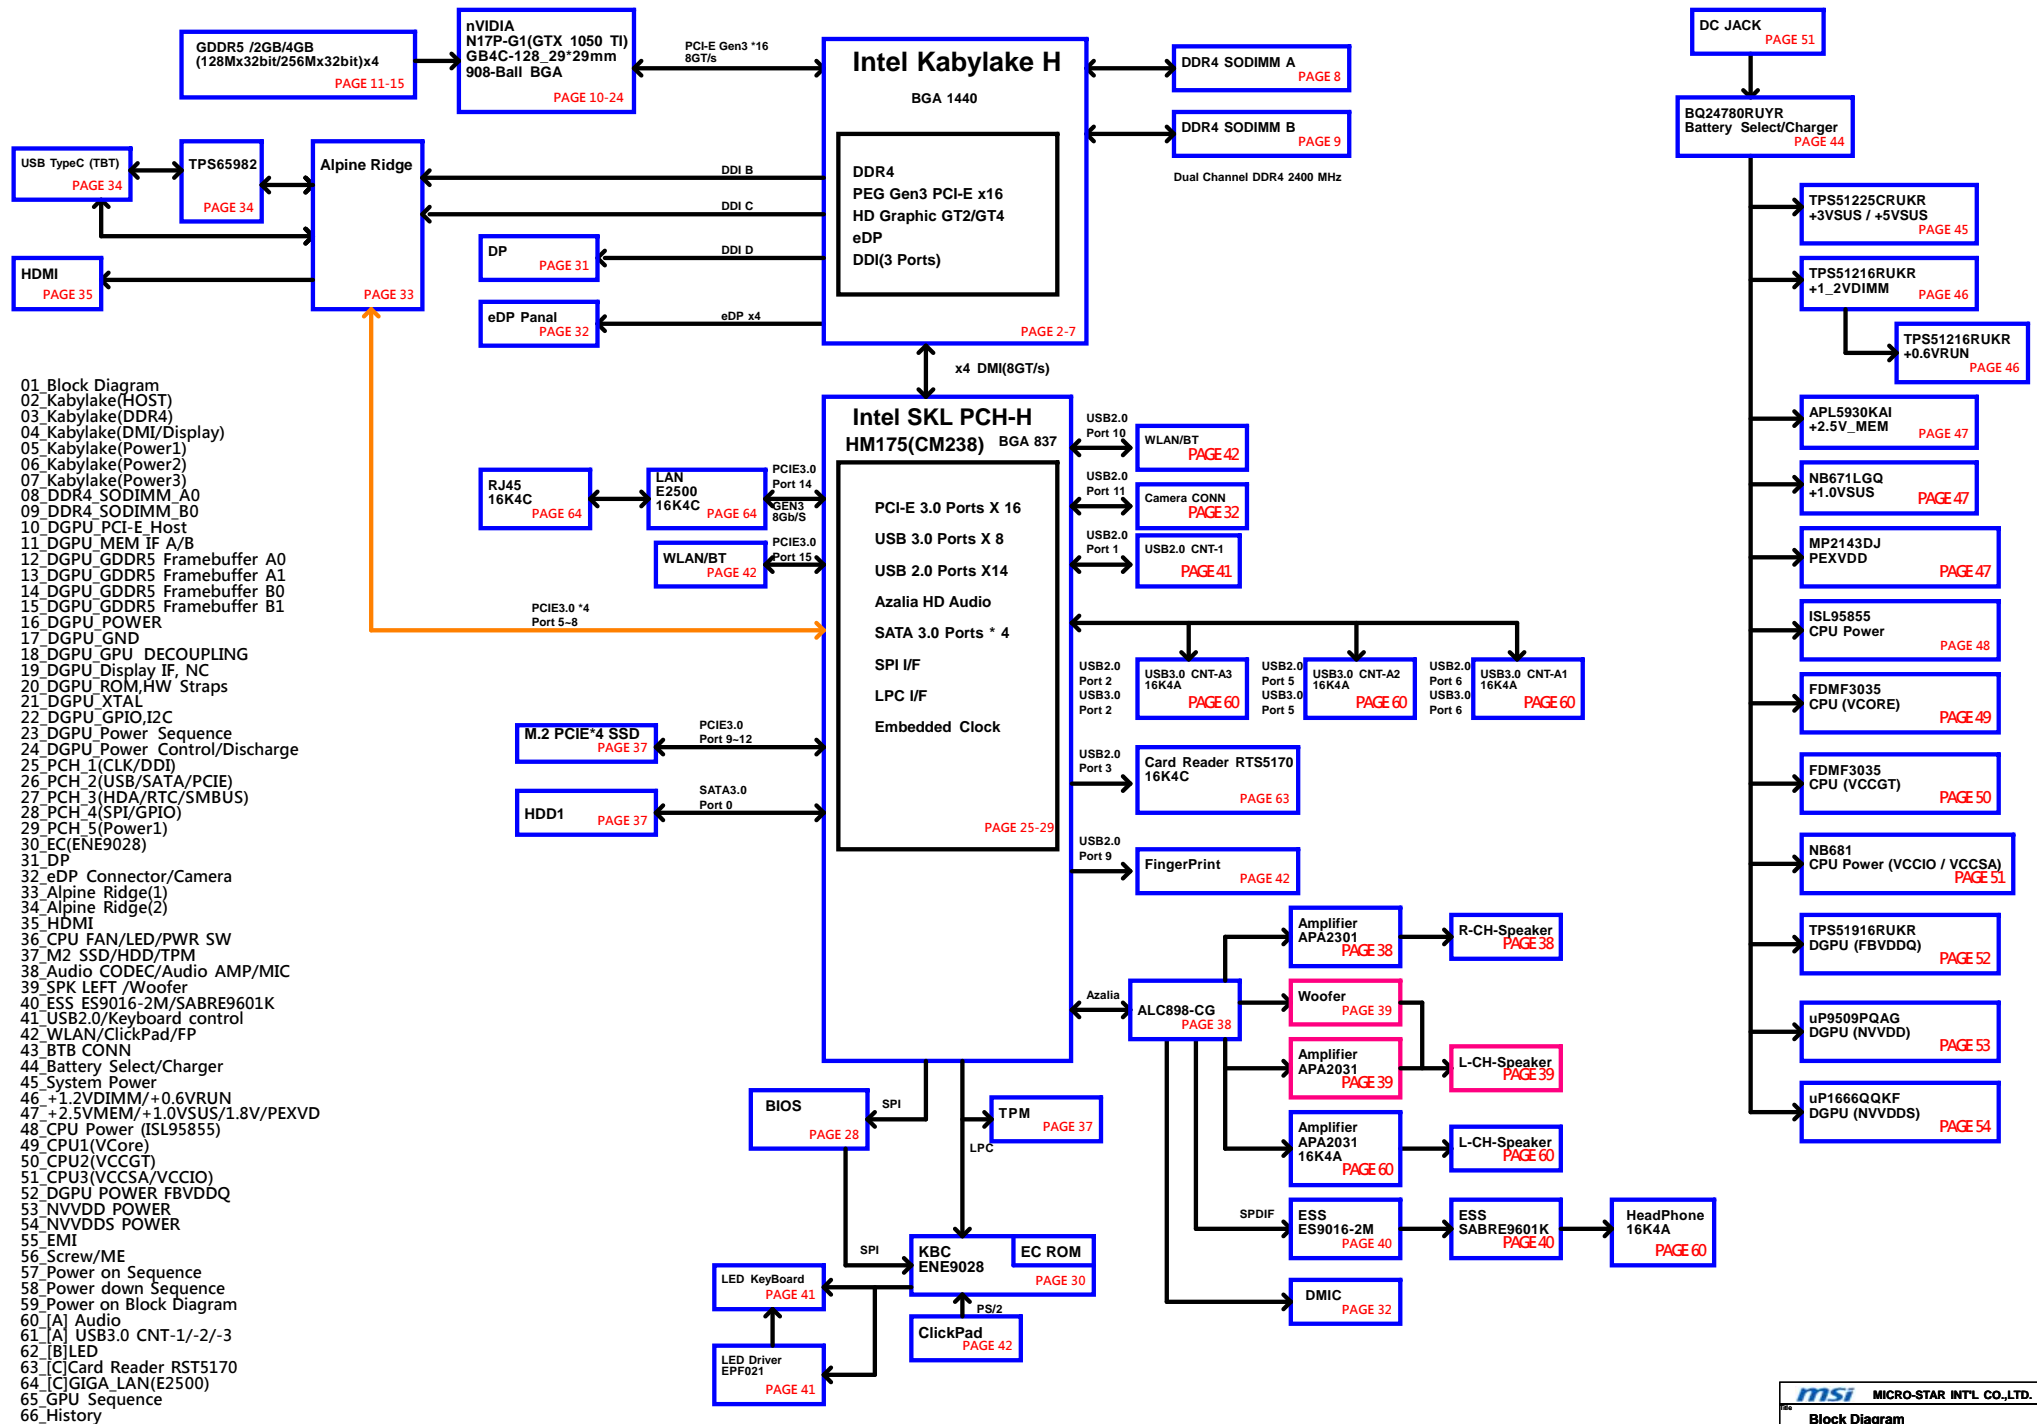 GDDR5 /2GB/4GB
(128Mx32bit/256Mx32bit)x4
PAGE 11-15
nVIDIA
N17P-G1(GTX 1050 TI)
GB4C-128_29*29mm
908-Ball BGA
PAGE 10-24
PCI-E Gen3 *16
8GT/s
Intel Kabylake H
BGA 1440
DDR4
PEG Gen3 PCI-E x16
HD Graphic GT2/GT4
eDP
DDI(3 Ports)
PAGE 2-7
DDR4 SODIMM A
PAGE 8
DDR4 SODIMM B
PAGE 9
Dual Channel DDR4 2400 MHz
USB TypeC (TBT)
PAGE 34
TPS65982
PAGE 34
Alpine Ridge
PAGE 33
HDMI
PAGE 35
DDI B
DDI C
DDI D
eDP x4
DP
PAGE 31
eDP Panal
PAGE 32
x4 DMI(8GT/s)
DC JACK
PAGE 51
BQ24780RUYR
Battery Select/Charger
PAGE 44
TPS51225CRUKR
+3VSUS / +5VSUS
PAGE 45
TPS51216RUKR
+1_2VDIMM
PAGE 46
TPS51216RUKR
+0.6VRUN
PAGE 46
APL5930KAI
+2.5V_MEM
PAGE 47
NB671LGQ
+1.0VSUS
PAGE 47
MP2143DJ
PEXVDD
PAGE 47
ISL95855
CPU Power
PAGE 48
FDMF3035
CPU (VCORE)
PAGE 49
FDMF3035
CPU (VCCGT)
PAGE 50
NB681
CPU Power (VCCIO / VCCSA)
PAGE 51
TPS51916RUKR
DGPU (FBVDDQ)
PAGE 52
uP9509PQAG
DGPU (NVVDD)
PAGE 53
uP1666QQKF
DGPU (NVVDDS)
PAGE 54
01_Block Diagram
02_Kabylake(HOST)
03_Kabylake(DDR4)
04_Kabylake(DMI/Display)
05_Kabylake(Power1)
06_Kabylake(Power2)
07_Kabylake(Power3)
08_DDR4_SODIMM_A0
09_DDR4_SODIMM_B0
10_DGPU_PCI-E_Host
11_DGPU_MEM IF A/B
12_DGPU_GDDR5 Framebuffer A0
13_DGPU_GDDR5 Framebuffer A1
14_DGPU_GDDR5 Framebuffer B0
15_DGPU_GDDR5 Framebuffer B1
16_DGPU_POWER
17_DGPU_GND
18_DGPU_GPU_DECOUPLING
19_DGPU_Display IF, NC
20_DGPU_ROM,HW Straps
21_DGPU_XTAL
22_DGPU_GPIO,I2C
23_DGPU_Power Sequence
24_DGPU_Power Control/Discharge
25_PCH_1(CLK/DDI)
26_PCH_2(USB/SATA/PCIE)
27_PCH_3(HDA/RTC/SMBUS)
28_PCH_4(SPI/GPIO)
29_PCH_5(Power1)
30_EC(ENE9028)
31_DP
32_eDP Connector/Camera
33_Alpine Ridge(1)
34_Alpine Ridge(2)
35_HDMI
36_CPU FAN/LED/PWR SW
37_M2 SSD/HDD/TPM
38_Audio CODEC/Audio AMP/MIC
39_SPK LEFT /Woofer
40_ESS ES9016-2M/SABRE9601K
41_USB2.0/Keyboard control
42_WLAN/ClickPad/FP
43_BTB CONN
44_Battery Select/Charger
45_System Power
46_+1.2VDIMM/+0.6VRUN
47_+2.5VMEM/+1.0VSUS/1.8V/PEXVD
48_CPU Power (ISL95855)
49_CPU1(VCore)
50_CPU2(VCCGT)
51_CPU3(VCCSA/VCCIO)
52_DGPU POWER FBVDDQ
53_NVVDD POWER
54_NVVDDS POWER
55_EMI
56_Screw/ME
57_Power on Sequence
58_Power down Sequence
59_Power on Block Diagram
60_[A] Audio
61_[A] USB3.0 CNT-1/-2/-3
62_[B]LED
63_[C]Card Reader RST5170
64_[C]GIGA_LAN(E2500)
65_GPU Sequence
66_History
Intel SKL PCH-H
HM175(CM238) BGA 837
PCI-E 3.0 Ports X 16
USB 3.0 Ports X 8
USB 2.0 Ports X14
Azalia HD Audio
SATA 3.0 Ports * 4
SPI I/F
LPC I/F
Embedded Clock
PAGE 25-29
RJ45
16K4C
PAGE 64
LAN
E2500
16K4C
PAGE 64
PCIE3.0
Port 14
GEN3
8Gb/S
WLAN/BT
PAGE 42
PCIE3.0
Port 15
PCIE3.0 *4
Port 5~8
M.2 PCIE*4 SSD
PAGE 37
PCIE3.0
Port 9~12
HDD1
PAGE 37
SATA3.0
Port 0
USB2.0
Port 10
WLAN/BT
PAGE 42
USB2.0
Port 11
Camera CONN
PAGE 32
USB2.0
Port 1
USB2.0 CNT-1
PAGE 41
USB2.0
Port 2
USB3.0
Port 2
USB3.0 CNT-A3
16K4A
PAGE 60
USB2.0
Port 5
USB3.0
Port 5
USB3.0 CNT-A2
16K4A
PAGE 60
USB2.0
Port 6
USB3.0
Port 6
USB3.0 CNT-A1
16K4A
PAGE 60
USB2.0
Port 3
Card Reader RTS5170
16K4C
PAGE 63
USB2.0
Port 9
FingerPrint
PAGE 42
Azalia
ALC898-CG
PAGE 38
Amplifier
APA2301
PAGE 38
R-CH-Speaker
PAGE 38
Woofer
PAGE 39
Amplifier
APA2031
PAGE 39
L-CH-Speaker
PAGE 39
Amplifier
APA2031
16K4A
PAGE 60
L-CH-Speaker
PAGE 60
SPDIF
ESS
ES9016-2M
PAGE 40
ESS
SABRE9601K
PAGE 40
HeadPhone
16K4A
PAGE 60
DMIC
PAGE 32
BIOS
PAGE 28
SPI
TPM
PAGE 37
LPC
SPI
KBC
ENE9028
EC ROM
PAGE 30
LED KeyBoard
PAGE 41
PS/2
ClickPad
PAGE 42
LED Driver
EPF021
PAGE 41
msi MICRO-STAR INT'L CO.,LTD.
Title
Block Diagram